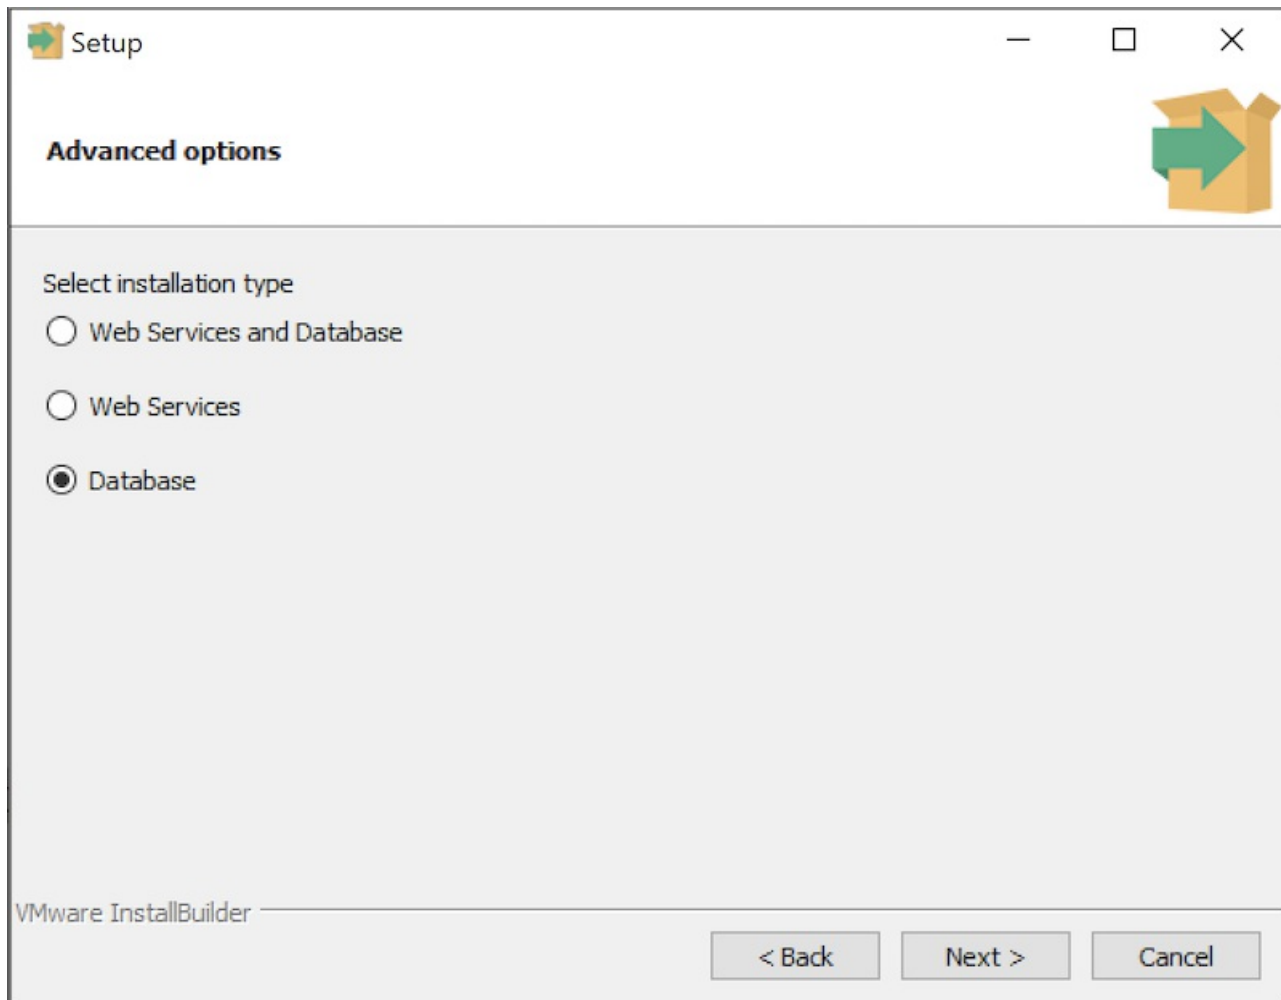 Setup
Advanced options
Select installation type
Web Services and Database
Web Services
Database
VMware InstallBuilder
< Back
Next >
Cancel